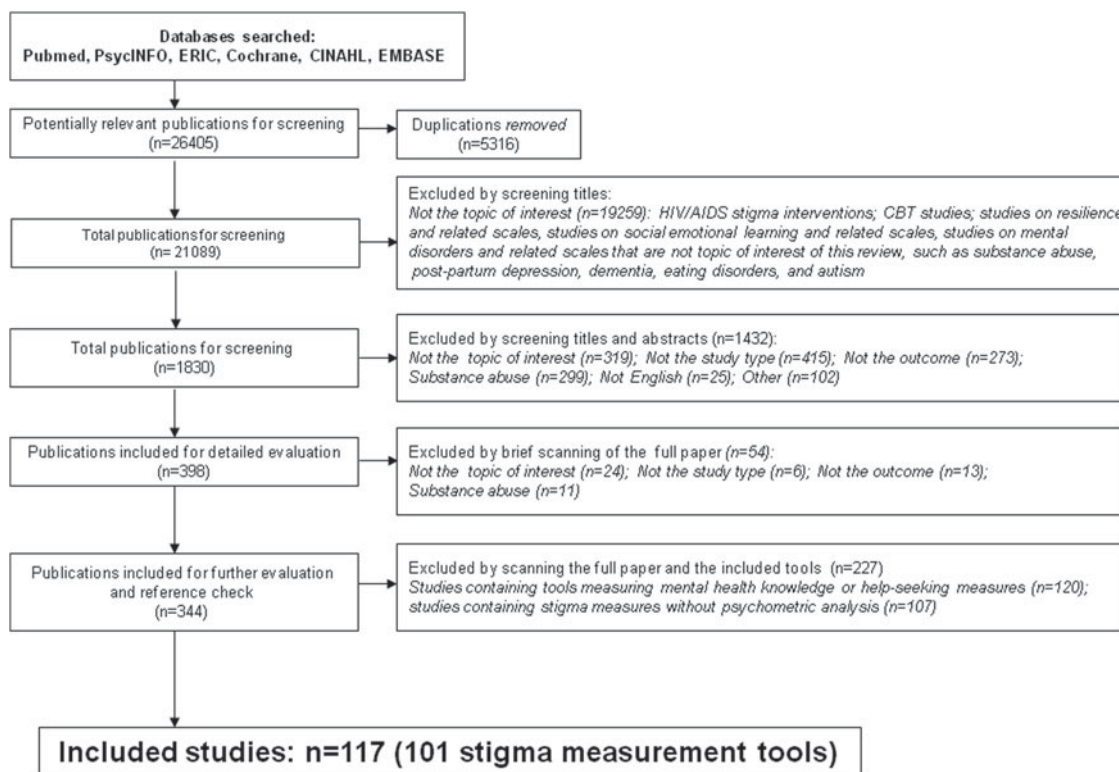 Databases searched:
Pubmed, PsycINFO, ERIC, Cochrane, CINAHL, EMBASE
Potentially relevant publications for screening
(n=26405)
Duplications removed
(n=5316)
Total publications for screening
(n= 21089)
Excluded by screening titles:
Not the topic of interest (n=19259): HIV/AIDS stigma interventions; CBT studies; studies on resilience
and related scales, studies on social emotional learning and related scales, studies on mental
disorders and related scales that are not topic of interest of this review, such as substance abuse,
post-partum depression, dementia, eating disorders, and autism
Total publications for screening
(n=1830)
Excluded by screening titles and abstracts (n=1432):
Not the topic of interest (n=319); Not the study type (n=415); Not the outcome (n=273);
Substance abuse (n=299); Not English (n=25); Other (n=102)
Publications included for detailed evaluation
(n=398)
Excluded by brief scanning of the full paper (n=54):
Not the topic of interest (n=24); Not the study type (n=6); Not the outcome (n=13);
Substance abuse (n=11)
Publications included for further evaluation
and reference check
(n=344)
Excluded by scanning the full paper and the included tools (n=227)
Studies containing tools measuring mental health knowledge or help-seeking measures (n=120);
studies containing stigma measures without psychometric analysis (n=107)
Included studies: n=117 (101 stigma measurement tools)